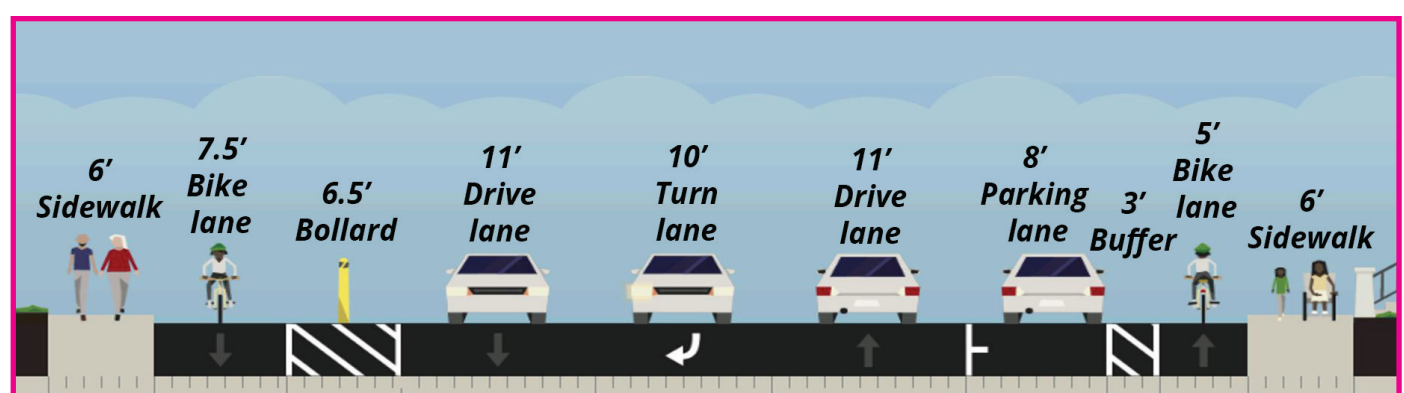 6’
Sidewalk
7.5’
Bike
lane
6.5’
Bollard
11’
Drive
lane
10’
Turn
lane
11’
Drive
lane
8’
Parking
lane
3’
Buffer
5’
Bike
lane
6’
Sidewalk